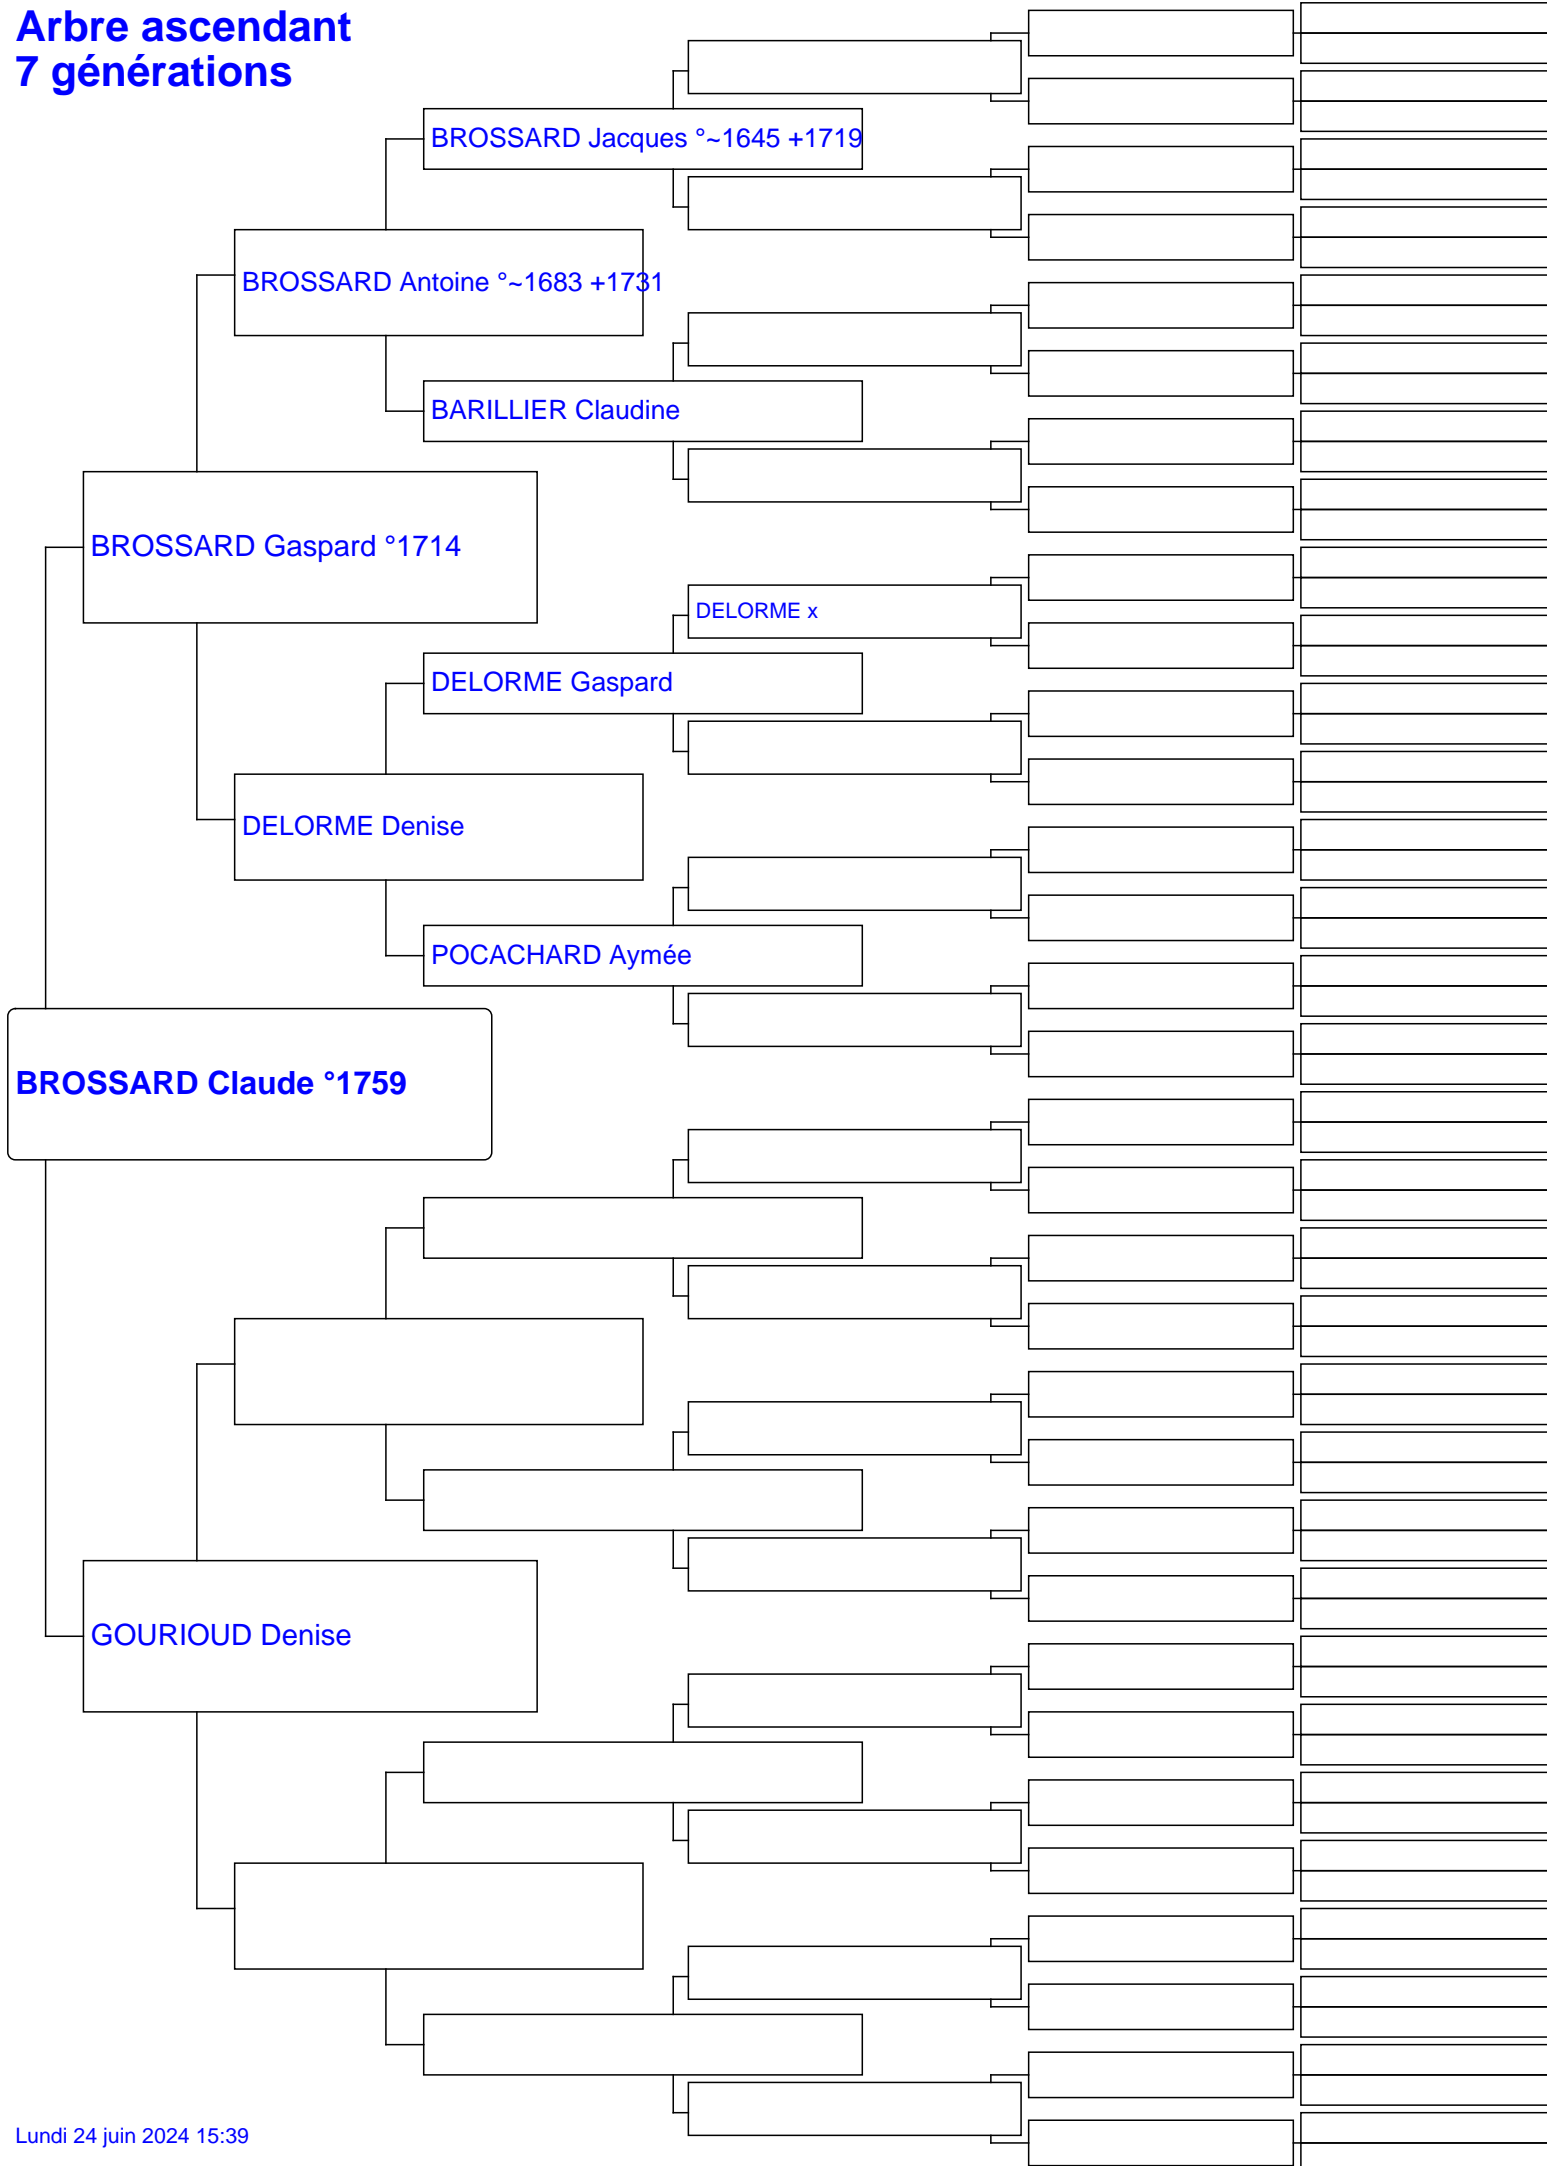 Arbre ascendant
7 générations
BROSSARD Jacques °~1645 +1719
BROSSARD Antoine °~1683 +1731
BARILLIER Claudine
BROSSARD Gaspard °1714
DELORME x
DELORME Gaspard
DELORME Denise
POCACHARD Aymée
BROSSARD Claude °1759
GOURIOUD Denise
Lundi 24 juin 2024 15:39